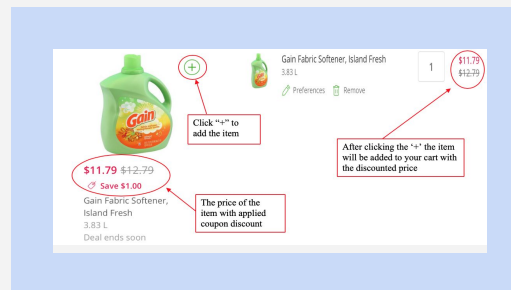 Gain
$11.79 $12.79
Save $1.00
Gain Fabric Softener,
Island Fresh
3.83 L
Deal ends soon
Click “+” to
add the item
The price of the
item with applied
coupon discount
Gain Fabric Softener, Island Fresh
3.83 L
Preferences Remove
1
$11.79
$12.79
After clicking the ‘+’ the item
will be added to your cart with
the discounted price